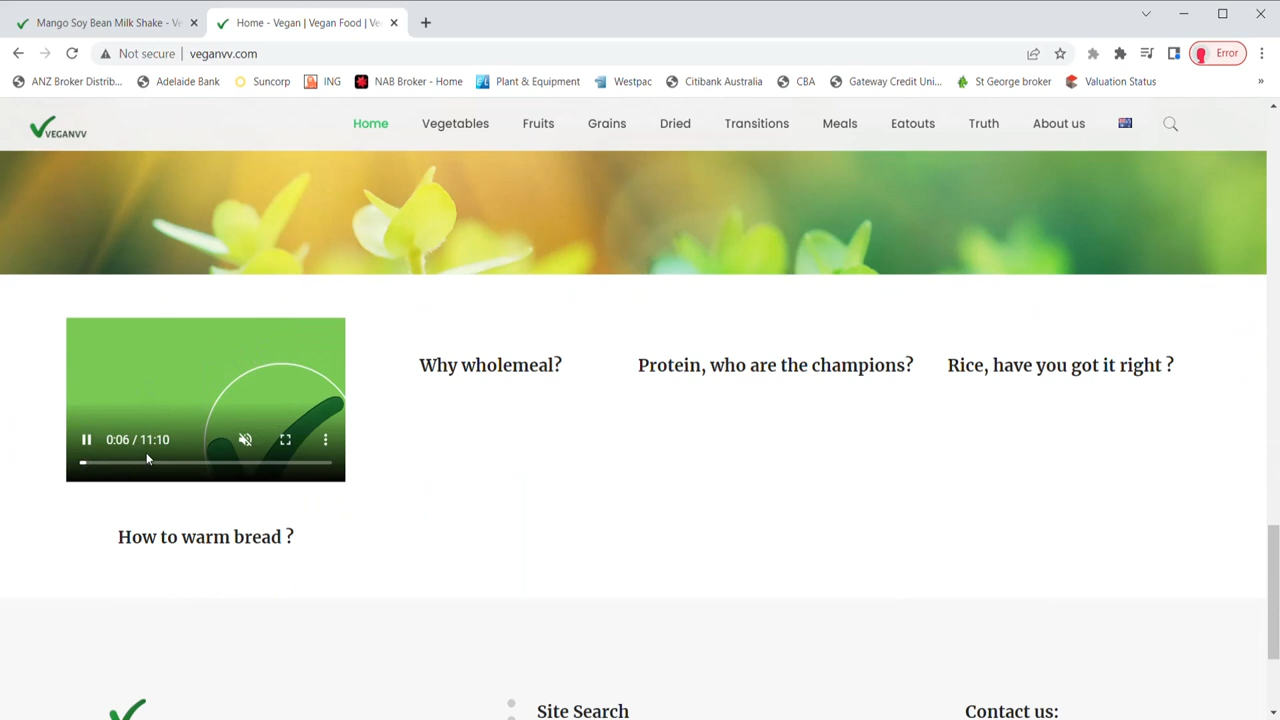 Mango Soy Bean Milk Shake - Ve
Home - Vegan | Vegan Food | Ve
Not secure | veganvv.com
Error
ANZ Broker Distrib...
Adelaide Bank
Suncorp
ING
NAB Broker - Home
Plant & Equipment
Westpac
Citibank Australia
CBA
Gateway Credit Uni...
St George broker
Valuation Status
»
VEGANVV
Home
Vegetables
Fruits
Grains
Dried
Transitions
Meals
Eatouts
Truth
About us
0:06 / 11:10
Why wholemeal?
Protein, who are the champions?
Rice, have you got it right ?
How to warm bread ?
Site Search
Contact us: